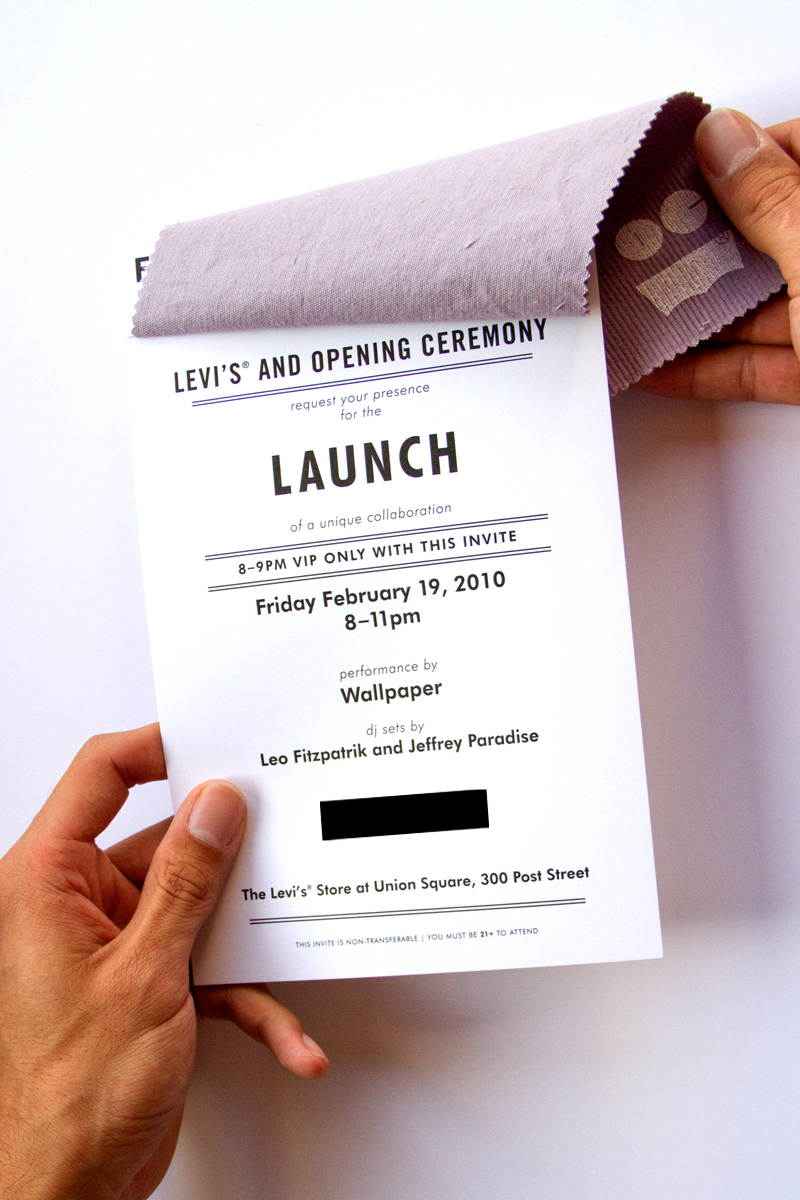 F
LEVI'S® AND OPENING CEREMONY
request your presence
for the
LAUNCH
of a unique collaboration
8–9PM VIP ONLY WITH THIS INVITE
Friday February 19, 2010
8–11pm
performance by
Wallpaper
dj sets by
Leo Fitzpatrik and Jeffrey Paradise
The Levi's® Store at Union Square, 300 Post Street
THIS INVITE IS NON-TRANSFERABLE | YOU MUST BE 21+ TO ATTEND